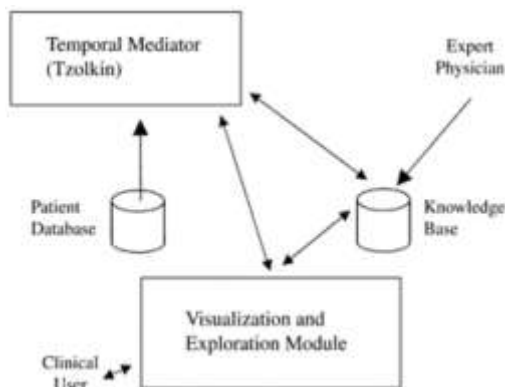 Temporal Mediator
(Tzolkin)
Expert
Physician
Patient
Database
Knowledge
Base
Visualization and
Exploration Module
Clinical
User